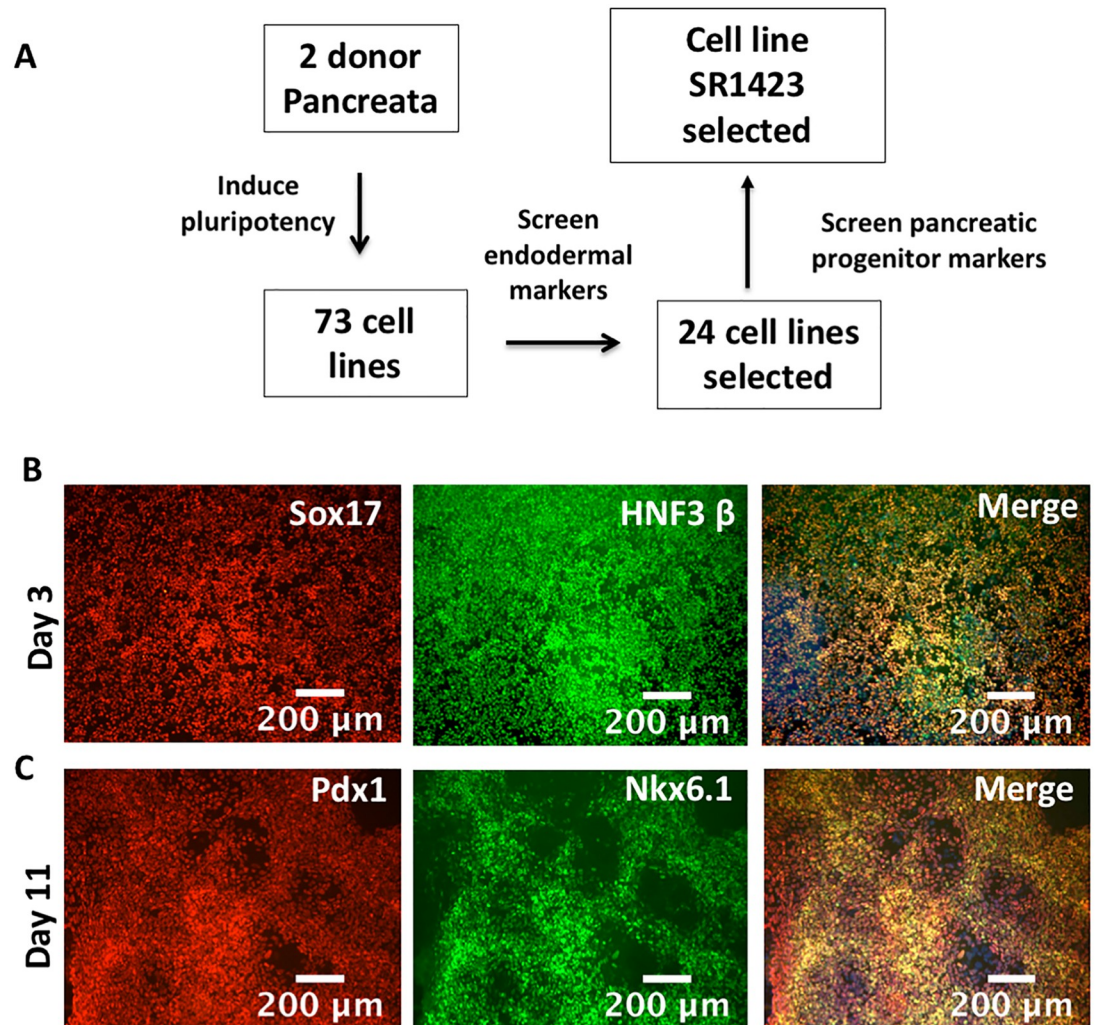 A
2 donor
Pancreata
Cell line
SR1423
selected
Induce
pluripotency
Screen
endodermal
markers
Screen pancreatic
progenitor markers
73 cell
lines
24 cell lines
selected
B
Day 3
Sox17
200 μm
HNF3 β
200 μm
Merge
200 μm
C
Day 11
Pdx1
200 μm
Nkx6.1
200 μm
Merge
200 μm